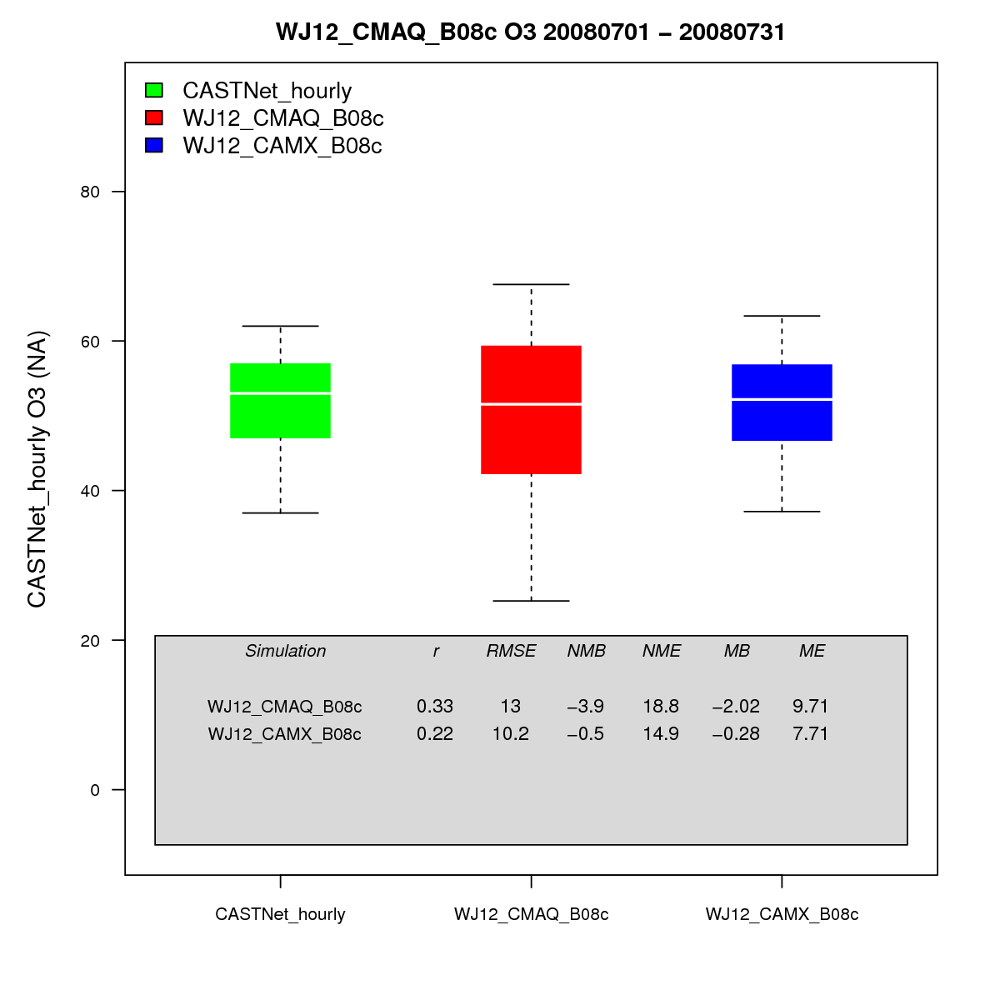 WJ12_CMAQ_B08c O3 20080701 − 20080731
CASTNet_hourly
WJ12_CMAQ_B08c
WJ12_CAMX_B08c
CASTNet_hourly O3 (NA)
80
60
40
20
0
Simulation r RMSE NMB NME MB ME
WJ12_CMAQ_B08c 0.33 13 −3.9 18.8 −2.02 9.71
WJ12_CAMX_B08c 0.22 10.2 −0.5 14.9 −0.28 7.71
CASTNet_hourly WJ12_CMAQ_B08c WJ12_CAMX_B08c